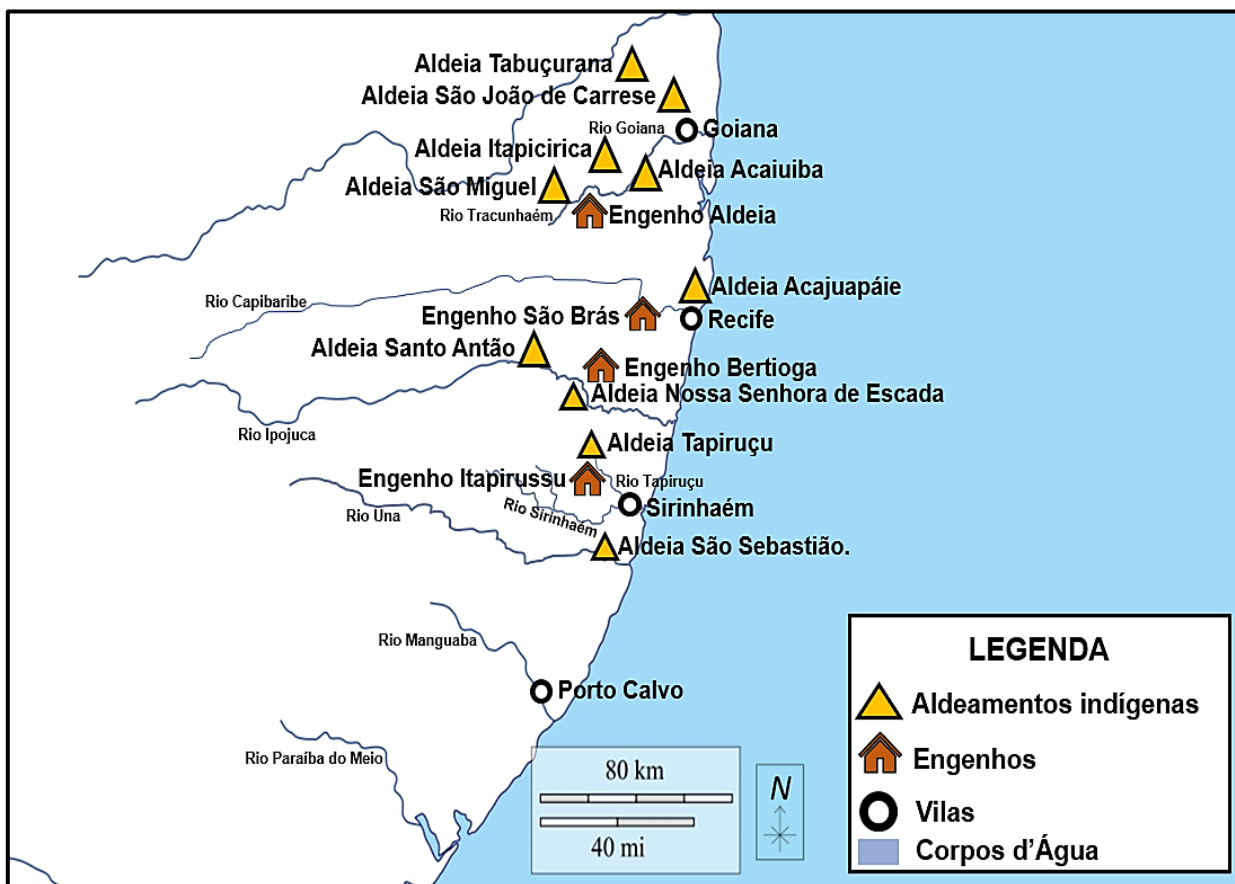 Aldeia Tabuçurana
Aldeia São João de Carrese
Rio Goiana
Goiana
Aldeia Itapicirica
Aldeia Acaiuiba
Aldeia São Miguel
Rio Tracunhaém
Engenho Aldeia
Aldeia Acajuapáie
Rio Capibaribe
Engenho São Brás
Recife
Aldeia Santo Antão
Engenho Bertioga
Aldeia Nossa Senhora de Escada
Rio Ipojuca
Aldeia Tapiruçu
Engenho Itapirussu
Rio Tapiruçu
Rio Una
Rio Sirinhaém
Sirinhaém
Aldeia São Sebastião.
Rio Manguaba
Porto Calvo
Rio Paraíba do Meio
80 km
40 mi
N
LEGENDA
Aldeamentos indígenas
Engenhos
Vilas
Corpos d'Água